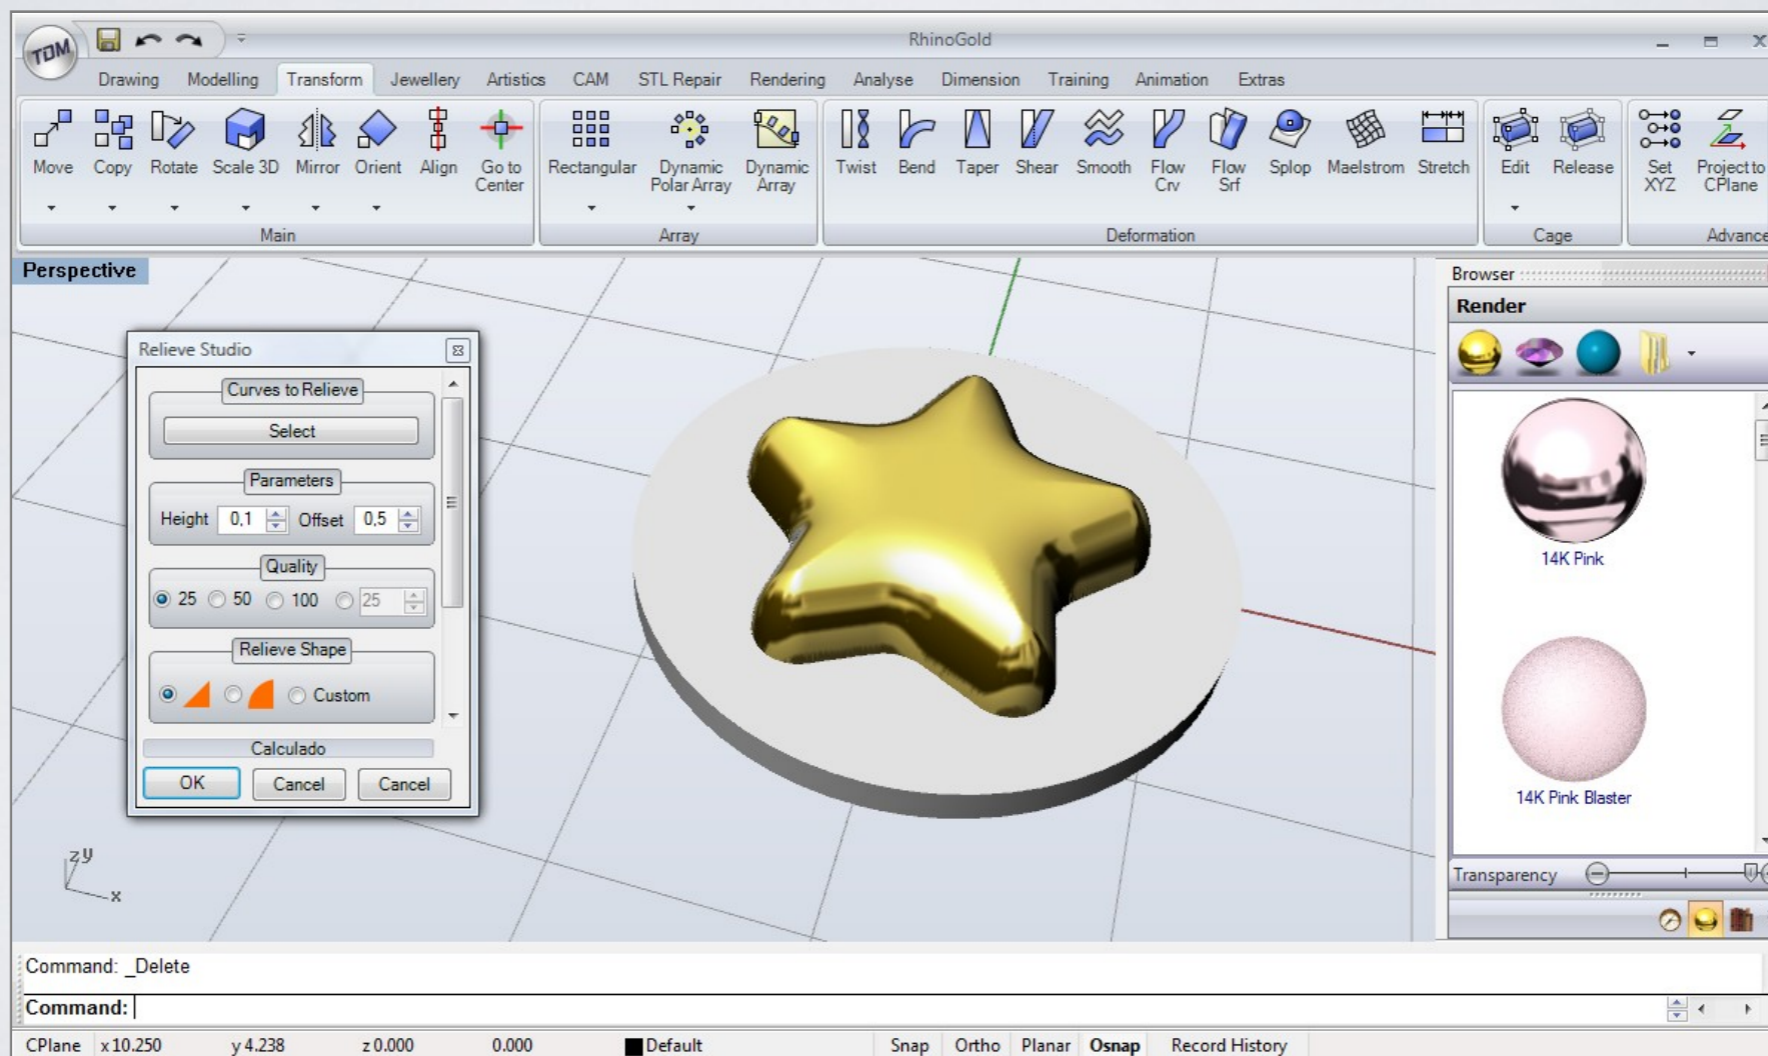 TDM
RhinoGold
Drawing Modelling Transform Jewellery Artistics CAM STL Repair Rendering Analyse Dimension Training Animation Extras
Move Copy Rotate Scale 3D Mirror Orient Align Go to Center
Main
Rectangular Dynamic Polar Array Dynamic Array
Array
Twist Bend Taper Shear Smooth Flow Crv Flow Srf Splop Maelstrom Stretch
Deformation
Edit Release
Cage
Set XYZ Project to CPlane
Advance
Perspective
Relieve Studio
Curves to Relieve
Select
Parameters
Height 0,1 Offset 0,5
Quality
25 50 100 25
Relieve Shape
Custom
Calculado
OK Cancel Cancel
z y
x
Browser
Render
14K Pink
14K Pink Blaster
Transparency
Command: _Delete
Command:
CPlane x 10.250 y 4.238 z 0.000 0.000 Default Snap Ortho Planar Osnap Record History